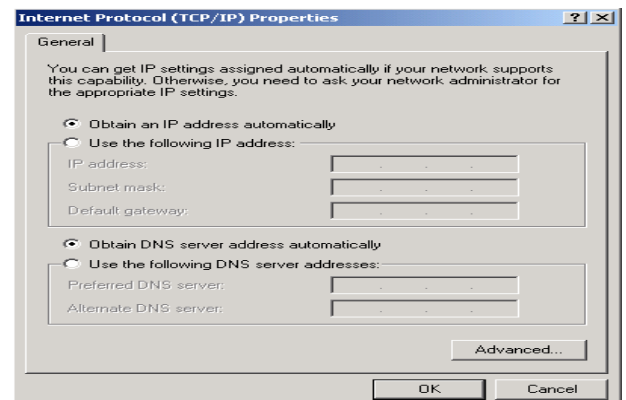 Internet Protocol (TCP/IP) Properties
General
You can get IP settings assigned automatically if your network supports
this capability. Otherwise, you need to ask your network administrator for
the appropriate IP settings.
Obtain an IP address automatically
Use the following IP address:
IP address:
Subnet mask:
Default gateway:
Obtain DNS server address automatically
Use the following DNS server addresses:
Preferred DNS server:
Alternate DNS server:
Advanced...
OK Cancel